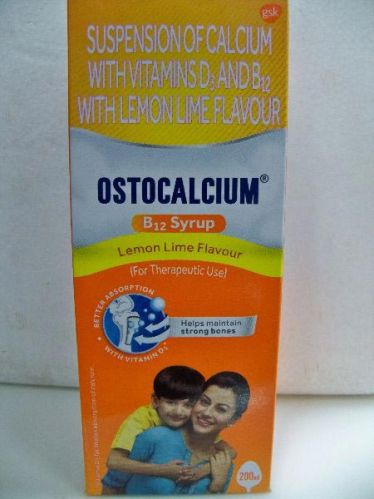 gsk
SUSPENSION OF CALCIUM
WITH VITAMINS D3 AND B12
WITH LEMON LIME FLAVOUR
OSTOCALCIUM®
B12 Syrup
Lemon Lime Flavour
(For Therapeutic Use)
BETTER ABSORPTION
WITH VITAMIN D3
Helps maintain
strong bones
200ml